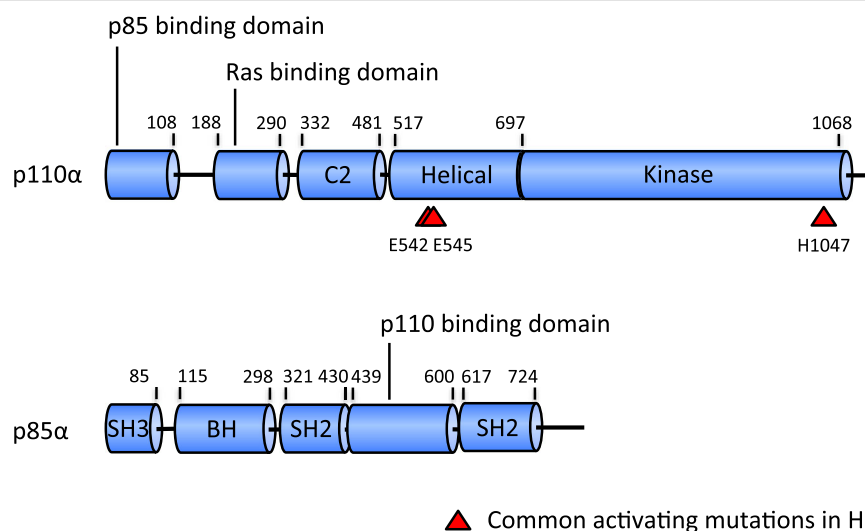 p85 binding domain
Ras binding domain
108 188 290 332 481 517 697 1068
p110α
C2 Helical Kinase
E542 E545 H1047
p110 binding domain
85 115 298 321 430 439 600 617 724
p85α
SH3 BH SH2 SH2
Common activating mutations in H